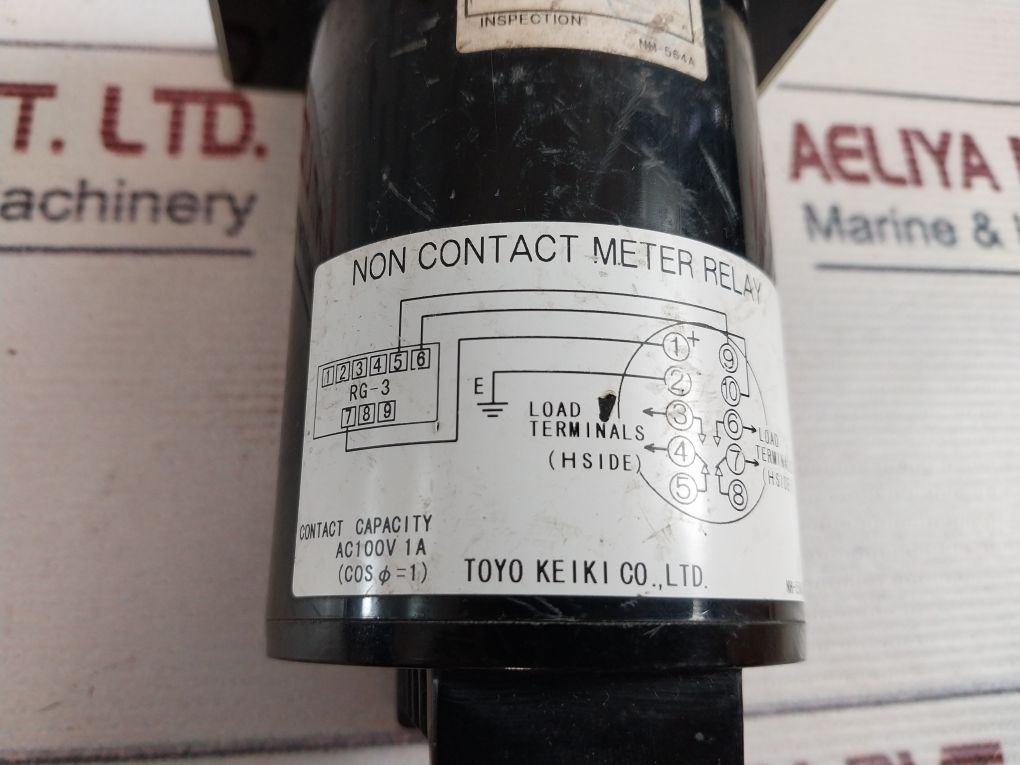 INSPECTION
NM-564A
T. LTD.
achinery
AELIYA
Marine &
NON CONTACT METER RELAY
1 2 3 4 5 6
RG-3
7 8 9
E
1 +
2
3
4
5
9
10
6
7
8
LOAD
TERMINALS
(HSIDE)
LOAD
TERMINA
(HSIDE
CONTACT CAPACITY
AC100V 1A
(COS φ=1)
TOYO KEIKI CO.,LTD.